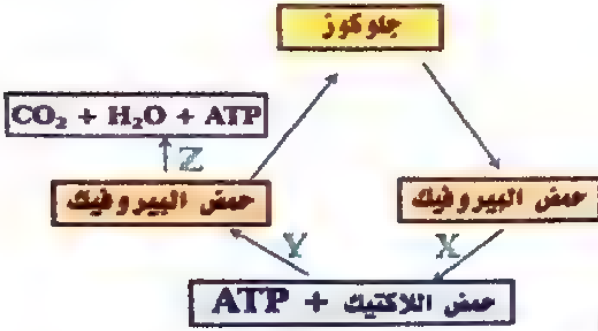 جلوكوز
CO₂ + H₂O + ATP
Z
حمض البيروفيك
حمض البيروفيك
Y
X
حمض اللاكتيك + ATP